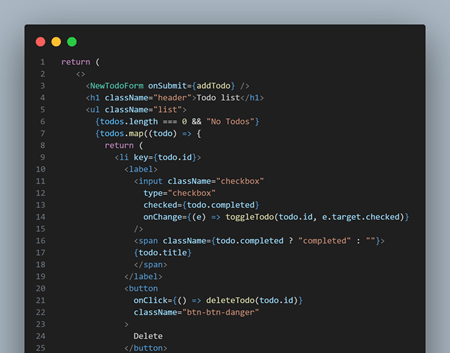 1 return (
2 <>
3 <NewTodoForm onSubmit={addTodo} />
4 <h1 className="header">Todo list</h1>
5 <ul className="list">
6 {todos.length === 0 && "No Todos"}
7 {todos.map((todo) => {
8 return (
9 <li key={todo.id}>
10 <label>
11 <input className="checkbox"
12 type="checkbox"
13 checked={todo.completed}
14 onChange={(e) => toggleTodo(todo.id, e.target.checked)}
15 />
16 <span className={todo.completed ? "completed" : ""}>
17 {todo.title}
18 </span>
19 </label>
20 <button
21 onClick={() => deleteTodo(todo.id)}
22 className="btn-btn-danger"
23 >
24 Delete
25 </button>